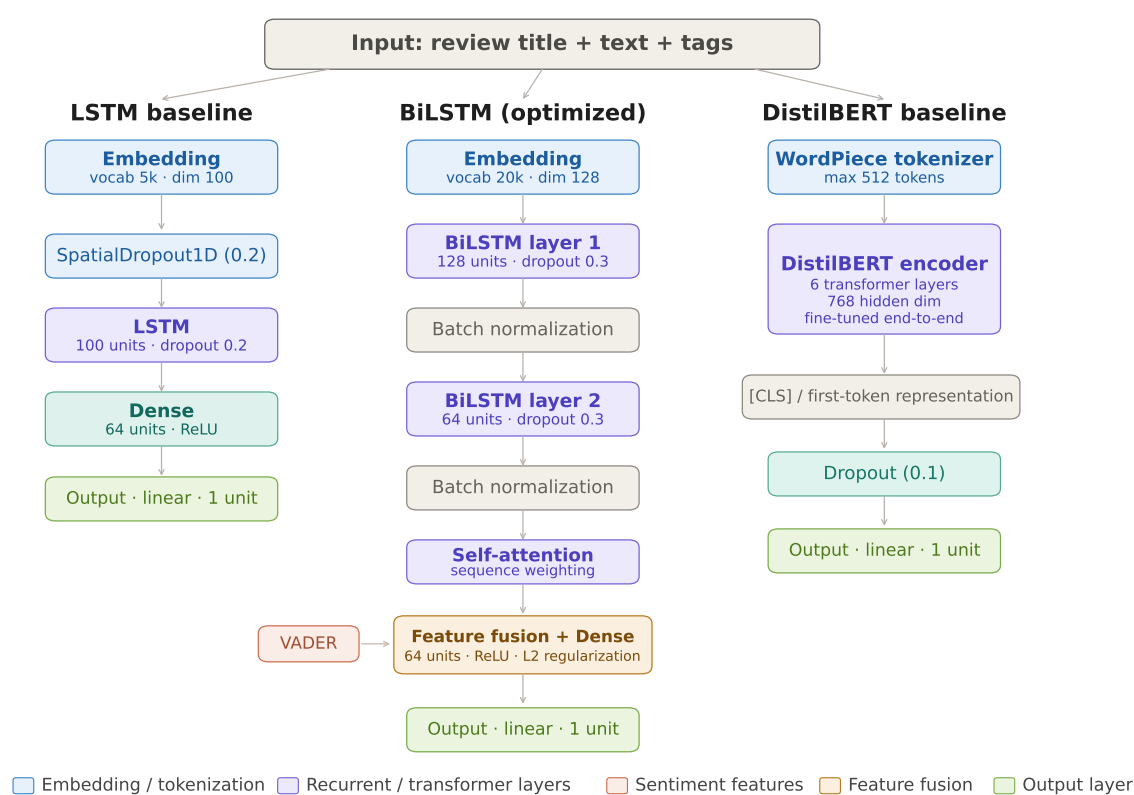 Input: review title + text + tags
LSTM baseline
Embedding
vocab 5k · dim 100
SpatialDropout1D (0.2)
LSTM
100 units · dropout 0.2
Dense
64 units · ReLU
Output · linear · 1 unit
BiLSTM (optimized)
Embedding
vocab 20k · dim 128
BiLSTM layer 1
128 units · dropout 0.3
Batch normalization
BiLSTM layer 2
64 units · dropout 0.3
Batch normalization
Self-attention
sequence weighting
VADER
Feature fusion + Dense
64 units · ReLU · L2 regularization
Output · linear · 1 unit
DistilBERT baseline
WordPiece tokenizer
max 512 tokens
DistilBERT encoder
6 transformer layers
768 hidden dim
fine-tuned end-to-end
[CLS] / first-token representation
Dropout (0.1)
Output · linear · 1 unit
Embedding / tokenization
Recurrent / transformer layers
Sentiment features
Feature fusion
Output layer